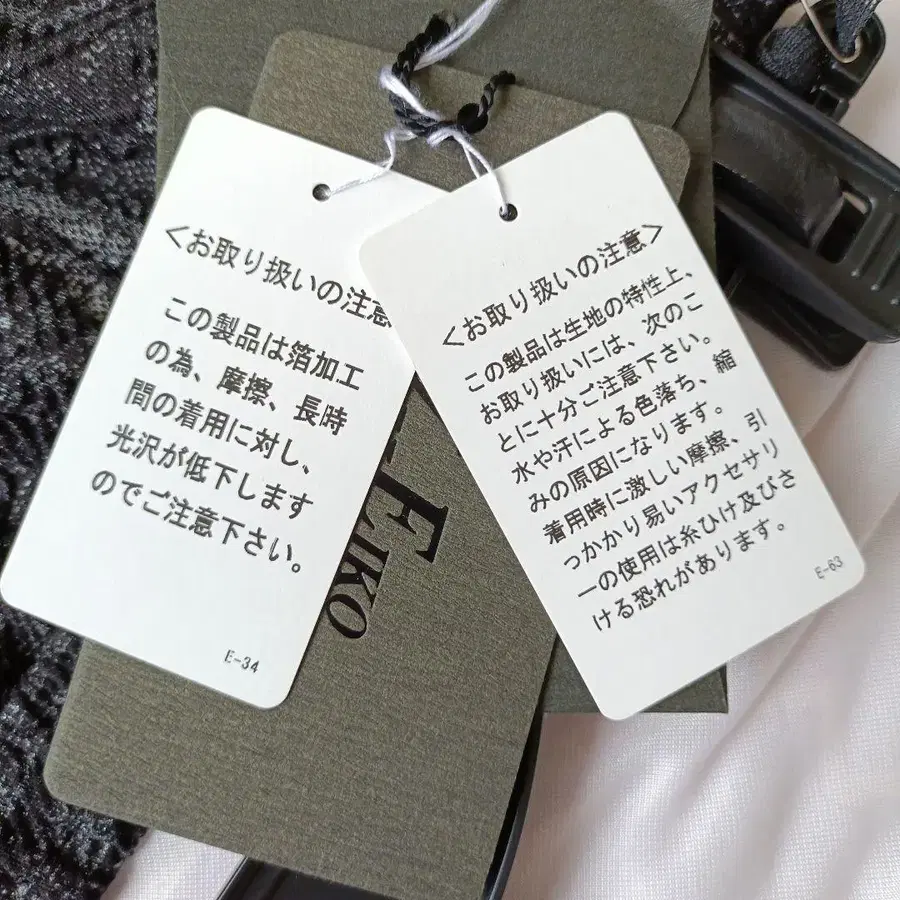 <お取り扱いの注意
この製品は箔加工
の為、摩擦、長時
間の着用に対し、
光沢が低下します
のでご注意下さい。
E-34
<お取り扱いの注意>
この製品は生地の特性上、
お取り扱いには、次のこ
とに十分ご注意下さい。
水や汗による色落ち、縮
みの原因になります。
着用時に激しい摩擦、引
っかかり易いアクセサリ
ーの使用は糸ひけ及びさ
ける恐れがあります。
E-63
EIKO